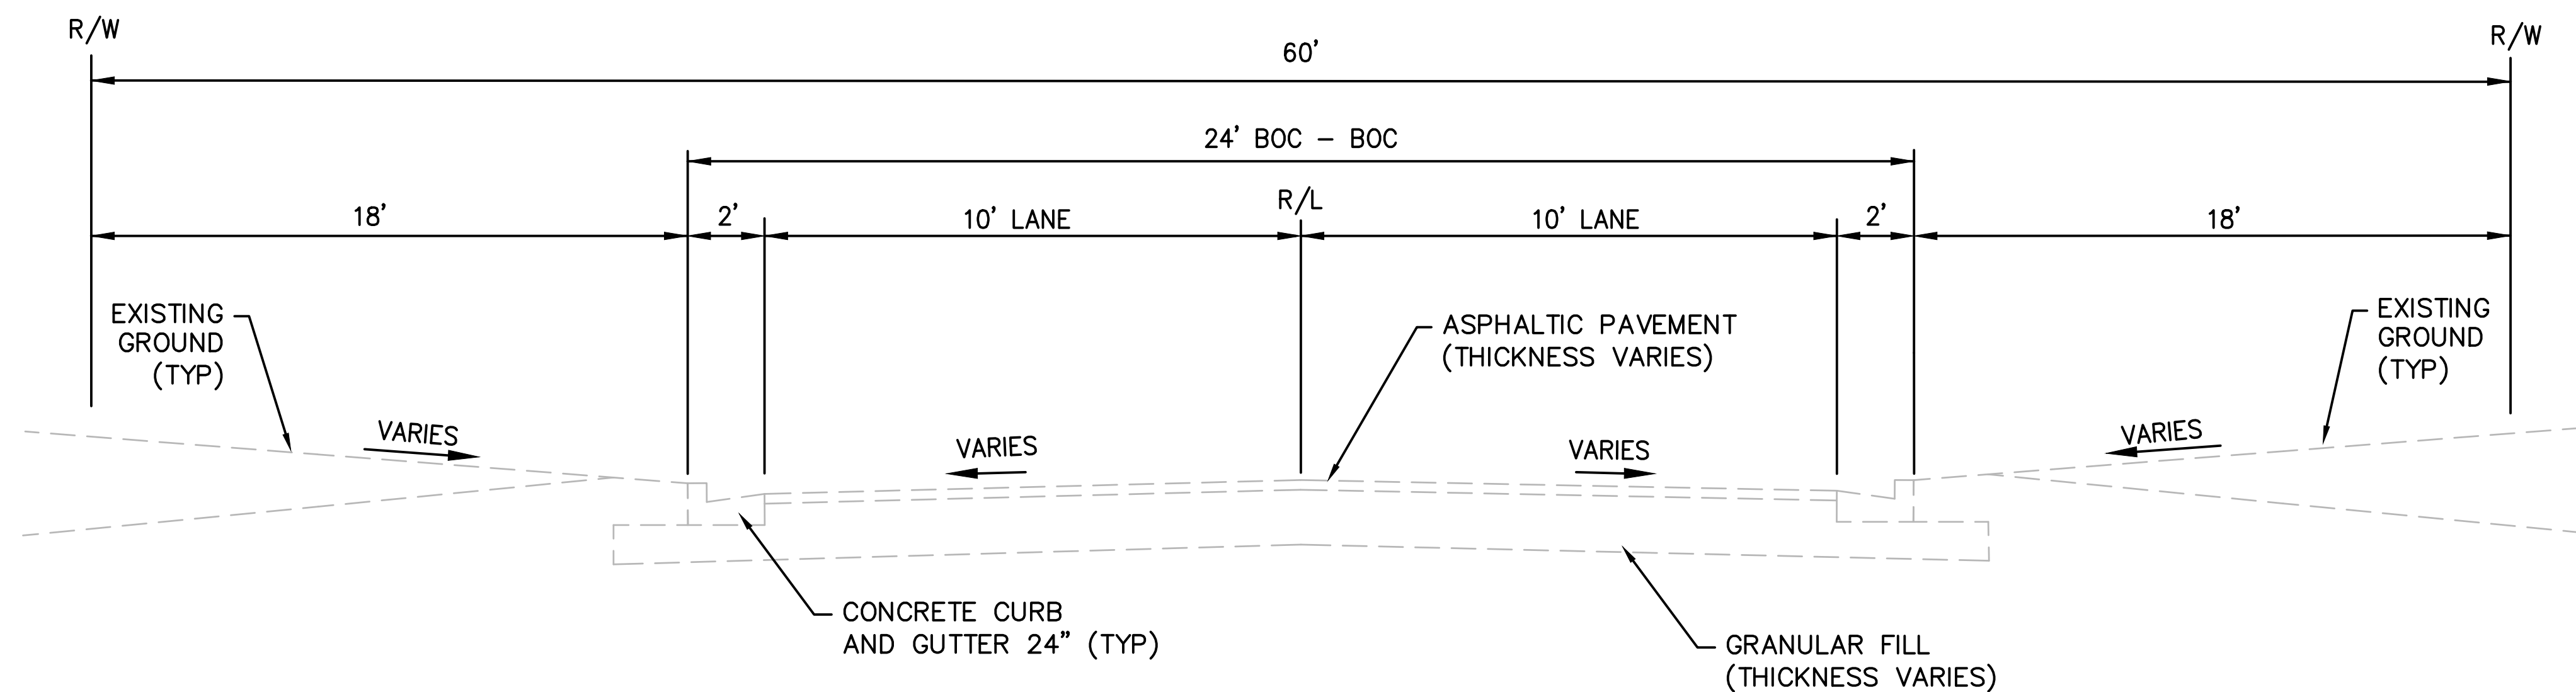 R/W
R/W
60'
24' BOC - BOC
R/L
18'
2'
10' LANE
10' LANE
2'
18'
EXISTING
GROUND
(TYP)
ASPHALTIC PAVEMENT
(THICKNESS VARIES)
EXISTING
GROUND
(TYP)
VARIES
VARIES
VARIES
VARIES
CONCRETE CURB
AND GUTTER 24" (TYP)
GRANULAR FILL
(THICKNESS VARIES)